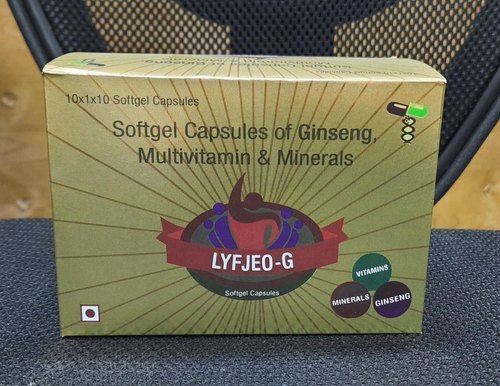 10x1x10 Softgel Capsules
Softgel Capsules of Ginseng,
Multivitamin & Minerals
LYFJEO-G
Softgel Capsules
VITAMINS
MINERALS
GINSENG